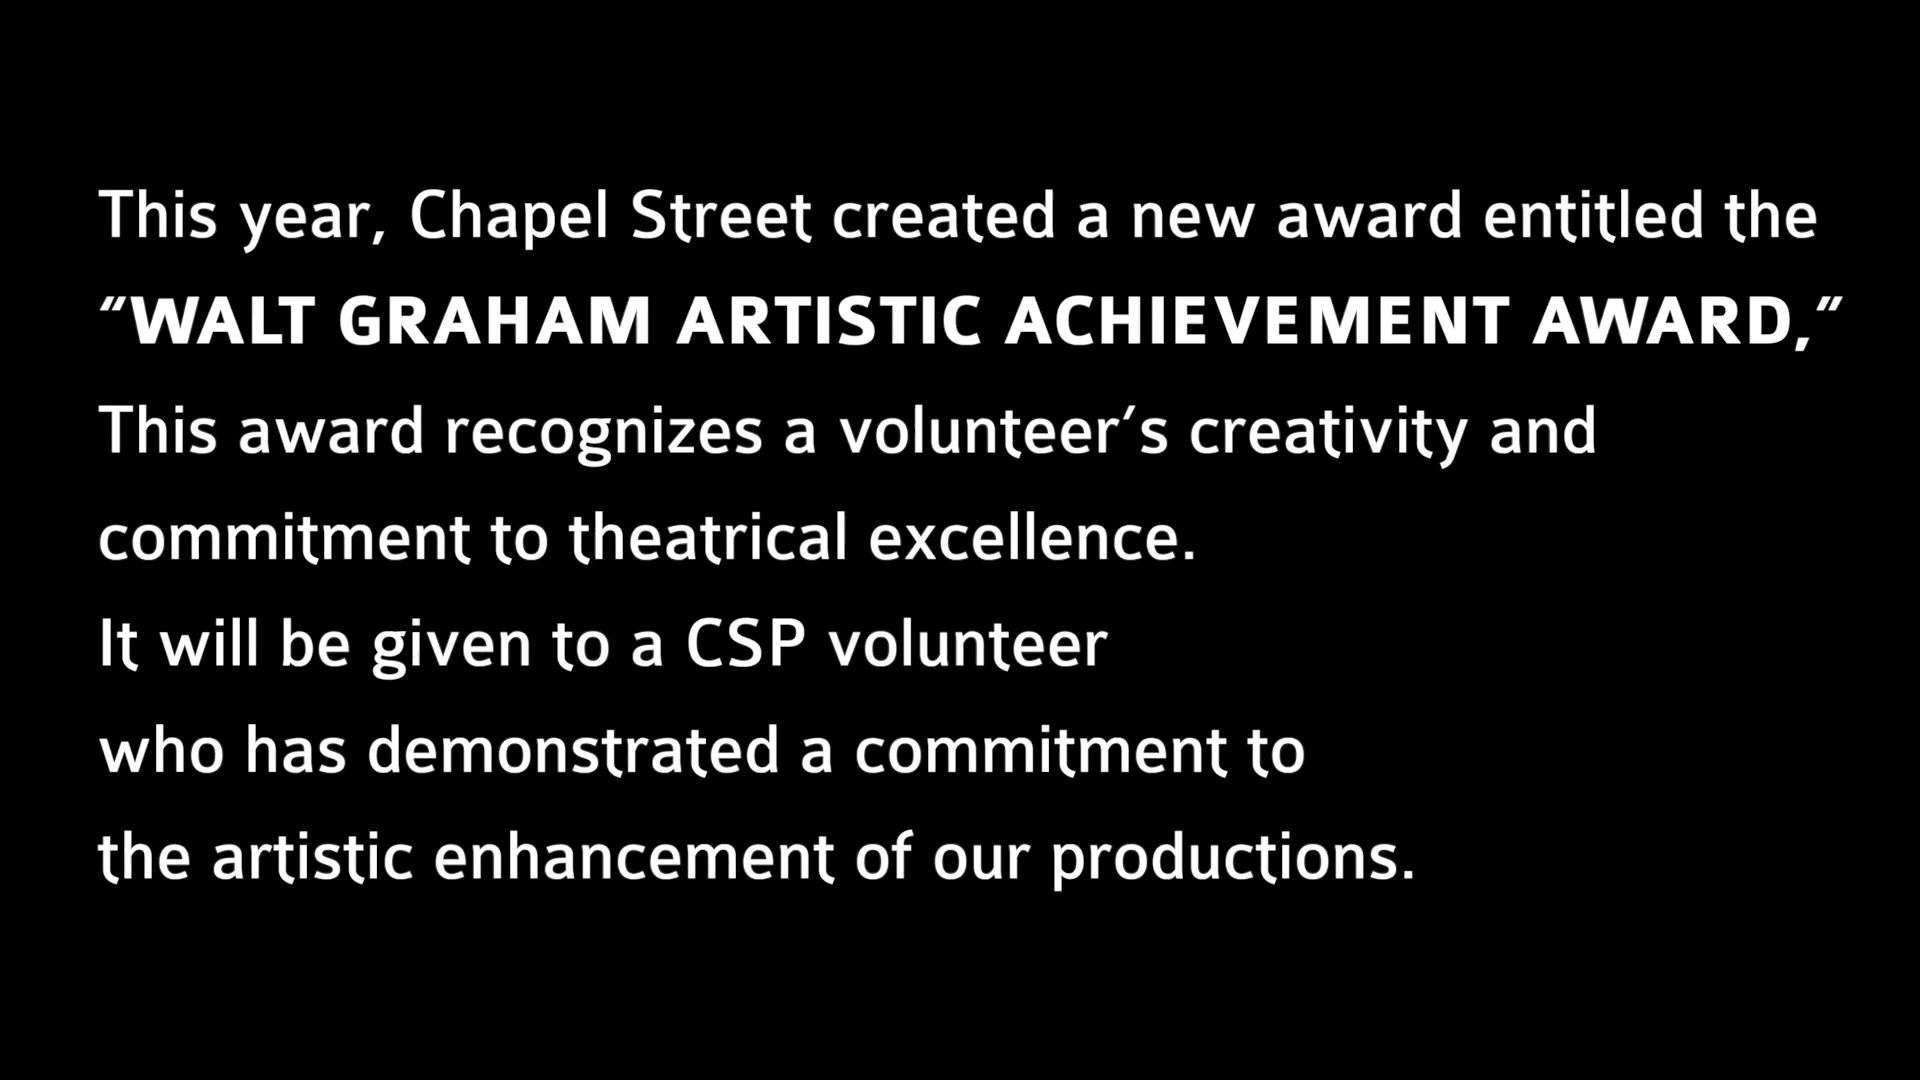 This year, Chapel Street created a new award entitled the
“WALT GRAHAM ARTISTIC ACHIEVEMENT AWARD,”
This award recognizes a volunteer’s creativity and
commitment to theatrical excellence.
It will be given to a CSP volunteer
who has demonstrated a commitment to
the artistic enhancement of our productions.